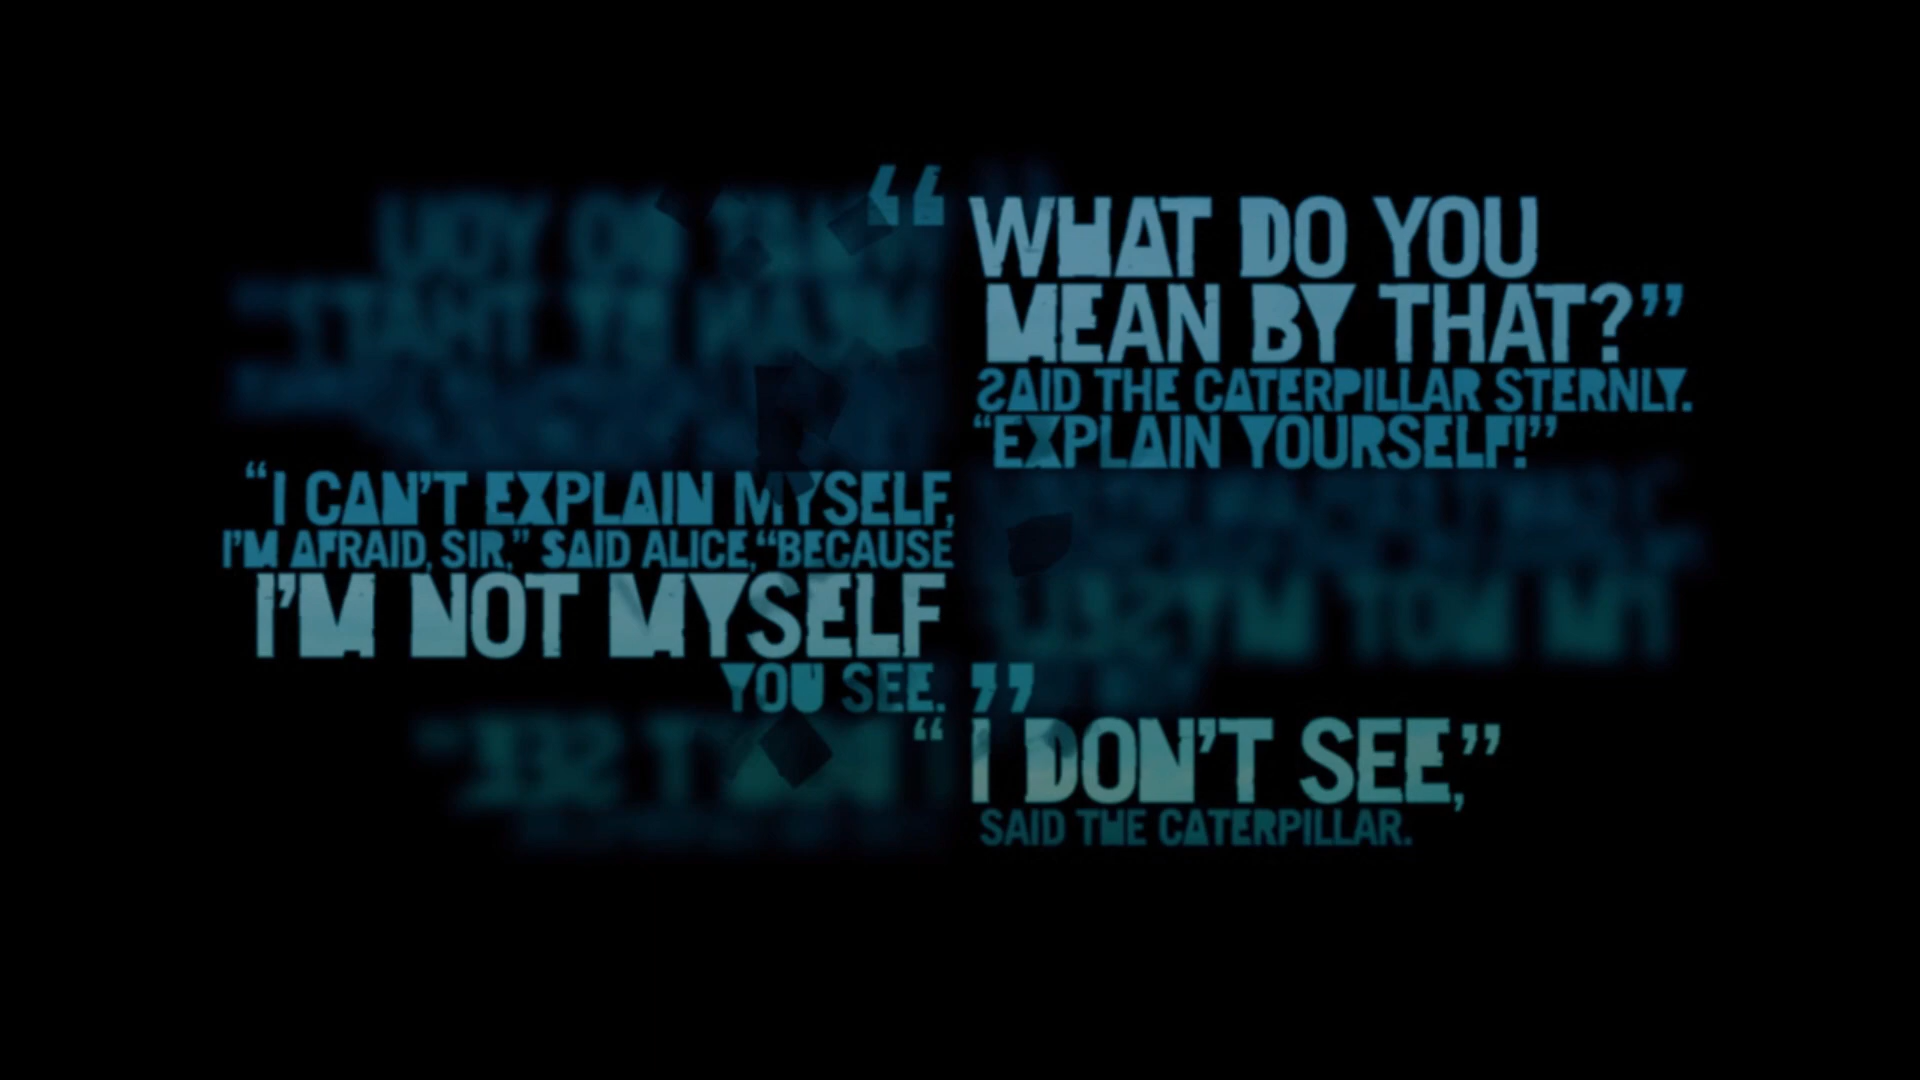 “WHAT DO YOU
MEAN BY THAT?”
SAID THE CATERPILLAR STERNLY.
“EXPLAIN YOURSELF!”
“I CAN’T EXPLAIN MYSELF,
I’M AFRAID, SIR,” SAID ALICE, “BECAUSE
I’M NOT MYSELF
YOU SEE.”
“I DON’T SEE,”
SAID THE CATERPILLAR.